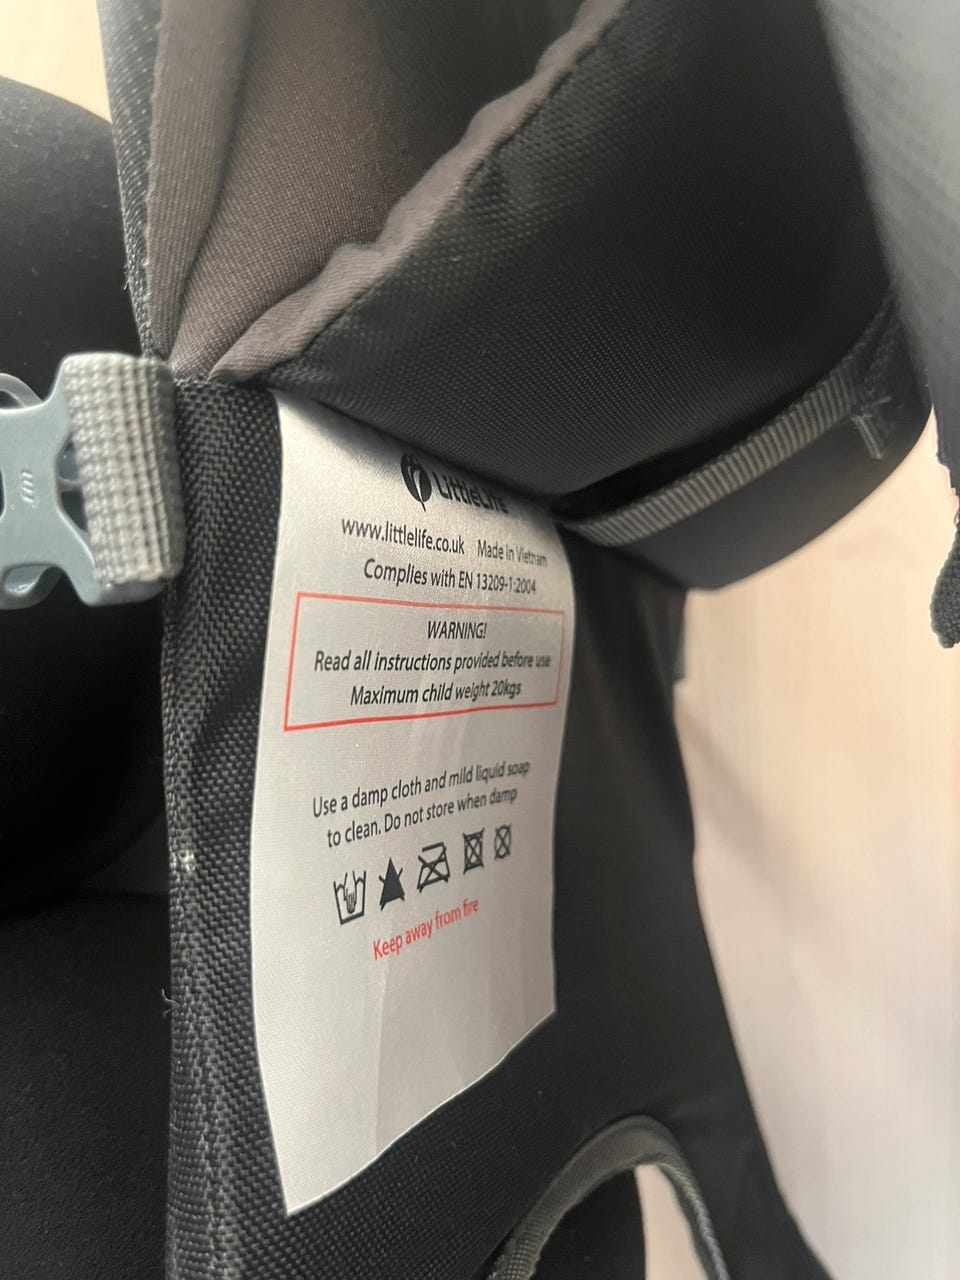 LittleLife
www.littlelife.co.uk Made in Vietnam
Complies with EN 13209-1:2004
WARNING!
Read all instructions provided before use
Maximum child weight 20kgs
Use a damp cloth and mild liquid soap
to clean. Do not store when damp
Keep away from fire